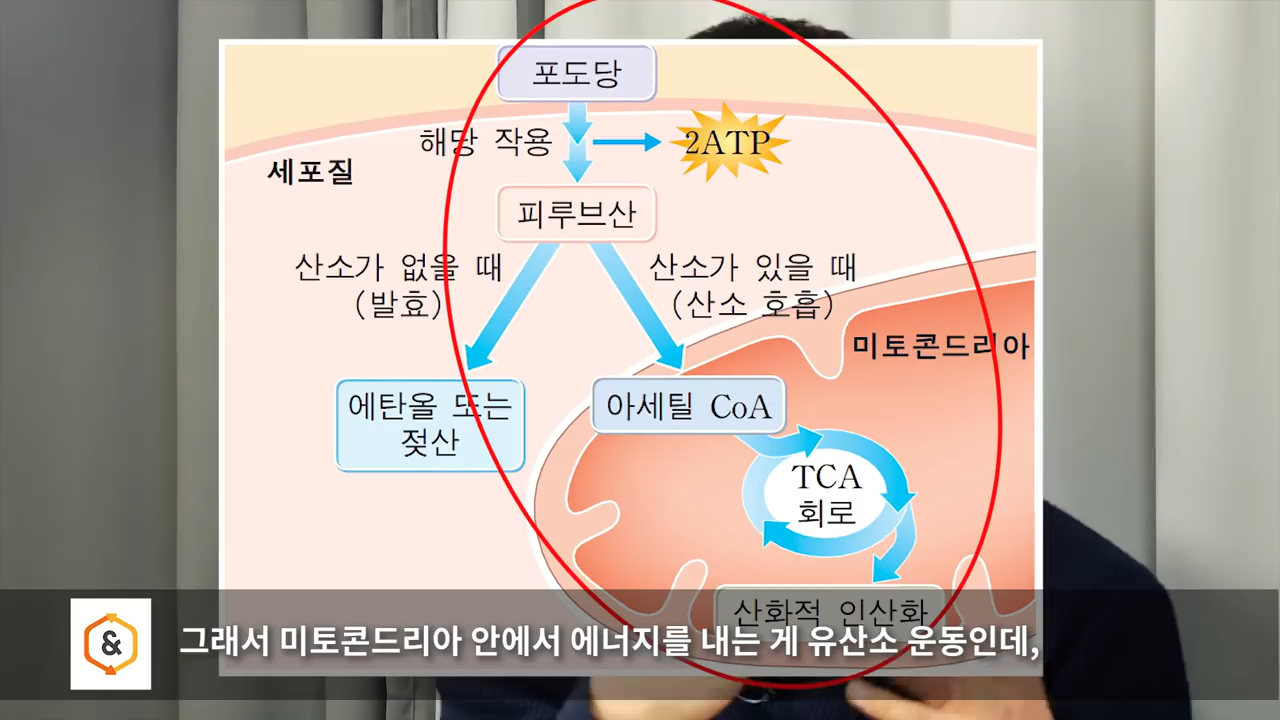 포도당
해당 작용
2ATP
세포질
피루브산
산소가 없을 때
(발효)
산소가 있을 때
(산소 호흡)
미토콘드리아
에탄올 또는
젖산
아세틸 CoA
TCA
회로
산화적 인산화
&
그래서 미토콘드리아 안에서 에너지를 내는 게 유산소 운동인데,